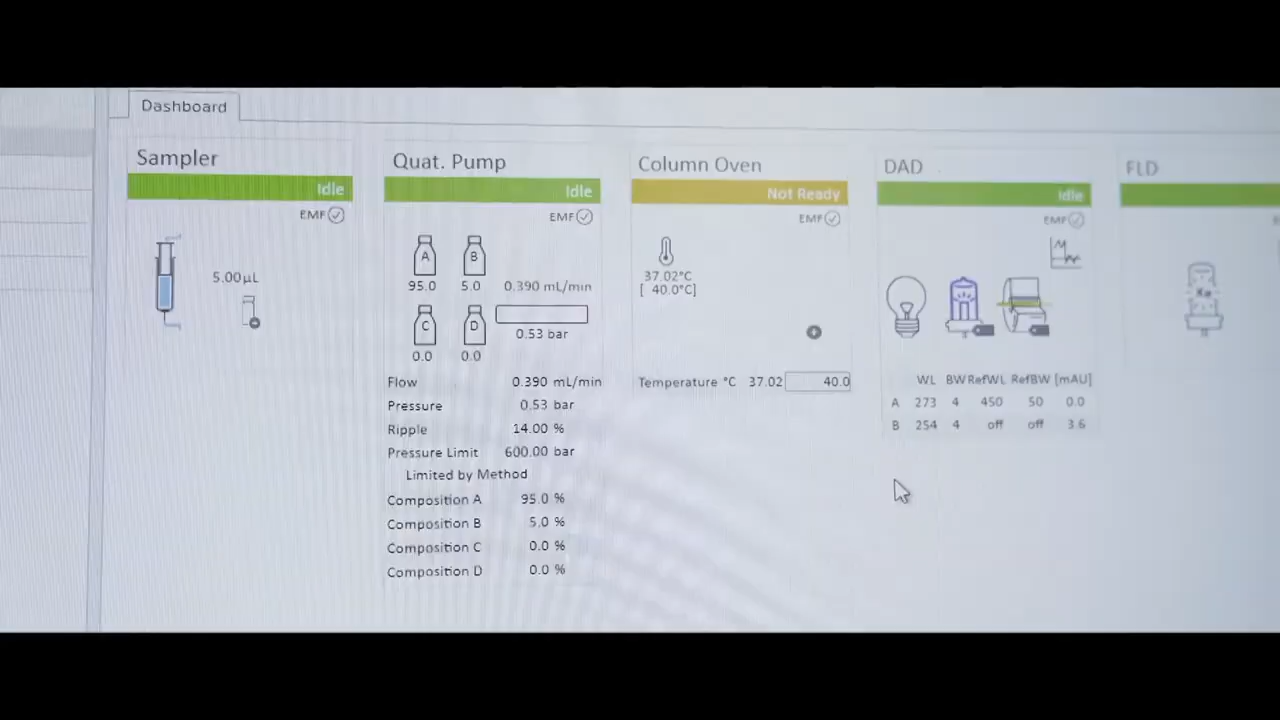 Dashboard
Sampler
Idle
EMF
5.00µL
Quat. Pump
Idle
EMF
A B
95.0 5.0 0.390 mL/min
C D
0.53 bar
0.0 0.0
Flow 0.390 mL/min
Pressure 0.53 bar
Ripple 14.00 %
Pressure Limit 600.00 bar
Limited by Method
Composition A 95.0 %
Composition B 5.0 %
Composition C 0.0 %
Composition D 0.0 %
Column Oven
Not Ready
EMF
37.02°C
[ 40.0°C]
Temperature °C 37.02 40.0
DAD
Idle
EMF
WL BW RefWL RefBW [mAU]
A 273 4 450 50 0.0
B 254 4 off off 3.6
FLD